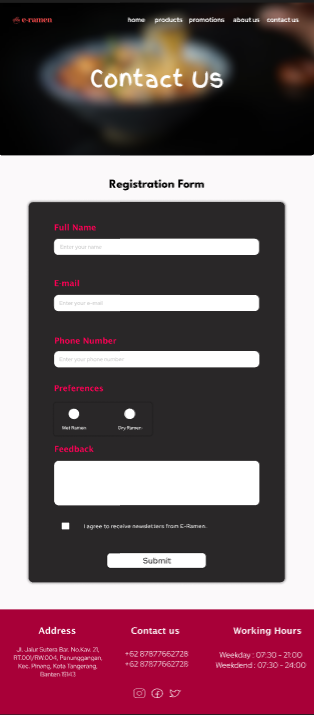 e-ramen
home products promotions about us contact us
Contact Us
Registration Form
Full Name
Enter your name
E-mail
Enter your e-mail
Phone Number
Enter your phone number
Preferences
Wet Ramen Dry Ramen
Feedback
I agree to receive newsletters from E-Ramen.
Submit
Address
Jl. Jalur Sutera Bar. No.Kav. 21,
RT.001/RW.004, Panunggangan,
Kec. Pinang, Kota Tangerang,
Banten 15143
Contact us
+62 87877662728
+62 87877662728
Working Hours
Weekday : 07:30 - 21:00
Weekdend : 07:30 - 24:00